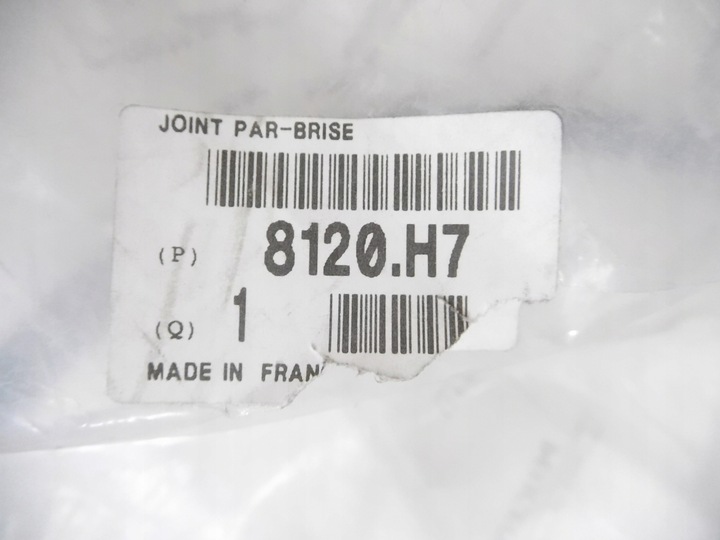 JOINT PAR-BRISE
(P) 8120.H7
(Q) 1
MADE IN FRAN